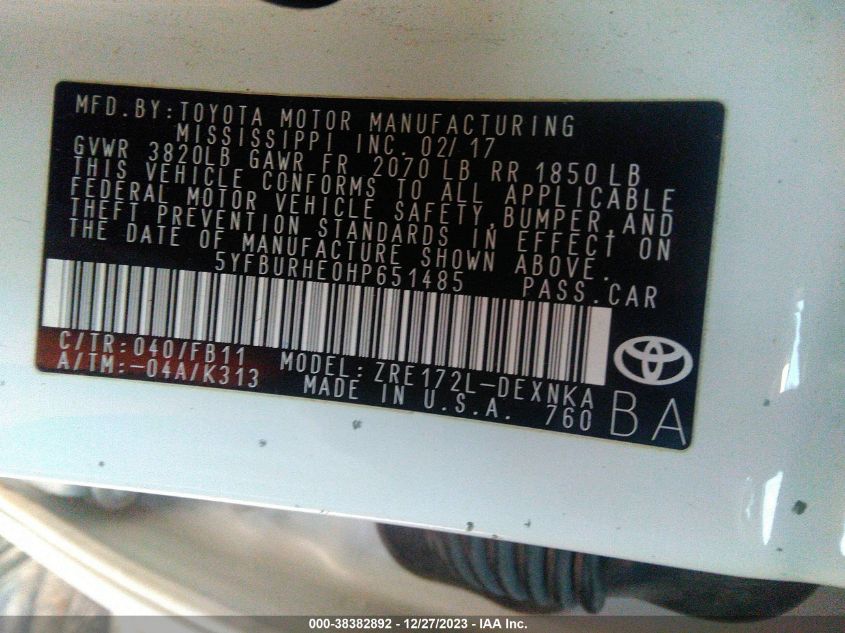 MFD.BY:TOYOTA MOTOR MANUFACTURING
MISSISSIPPI INC. 02/17
GVWR 3820LB GAWR FR 2070 LB RR 1850 LB
THIS VEHICLE CONFORMS TO ALL APPLICABLE
FEDERAL MOTOR VEHICLE SAFETY,BUMPER,AND
THEFT PREVENTION STANDARDS IN EFFECT ON
THE DATE OF MANUFACTURE SHOWN ABOVE.
5YFBURHE0HP651485 PASS.CAR
C/TR:040/FB11 MODEL:ZRE172L-DEXNKA
A/TM:-04A/K313 MADE IN U.S.A. 760
BA
000-38382892 - 12/27/2023 - IAA Inc.